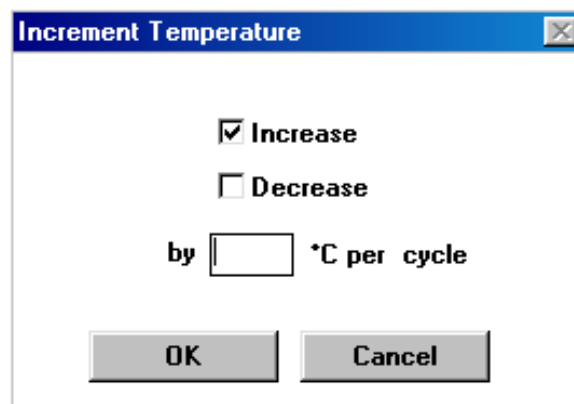 Increment Temperature
Increase
Decrease
by °C per cycle
OK Cancel